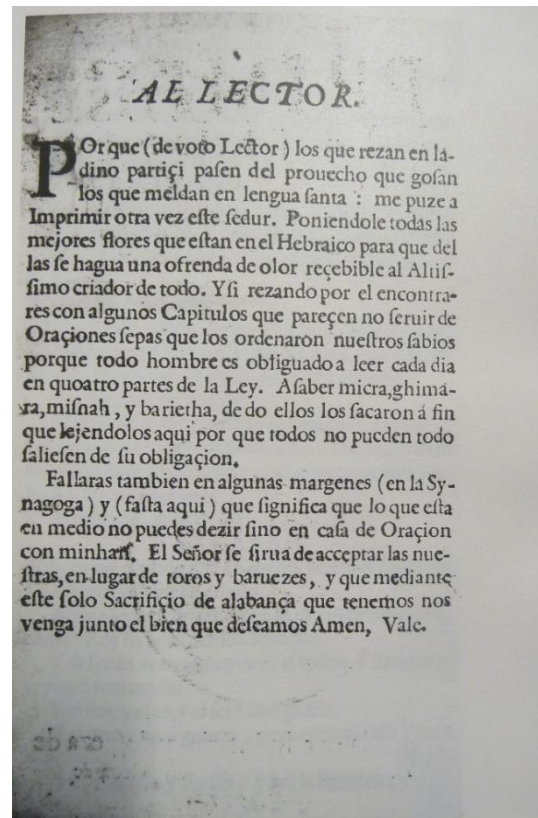 AL LECTOR.
POrque (devoto Lector) los que rezan en la-
dino partiçi pasen del prouecho que gosan
los que meldan en lengua santa : me puze a
Imprimir otra vez este sedur. Poniendole todas las
mejores flores que estan en el Hebraico para que del
las se hagua una ofrenda de olor reçebible al Altis-
simo criador de todo. Ysi rezando por el encontra-
res con algunos Capitulos que pareçen no seruir de
Oraçiones sepas que los ordenaron nuestros sabios
porque todo hombre es obliguado a leer cada dia
en quoatro partes de la Ley. Asaber micra,ghimá-
ra,misnah, y barietha, de do ellos los sacaron á fin
que lejendolos aqui por que todos no pueden todo
saliesen de su obligaçion.
Fallaras tambien en algunas margenes (en la Sy-
nagoga) y (fasta aqui) que significa que lo que esta
en medio no puedes dezir sino en casa de Oraçion
con minhan. El Señor se sirua de acceptar las nue-
stras, en lugar de toros y baruezes, y que mediante
este solo Sacrifiçio de alabança que tenemos nos
venga junto el bien que deseamos Amen, Vale.